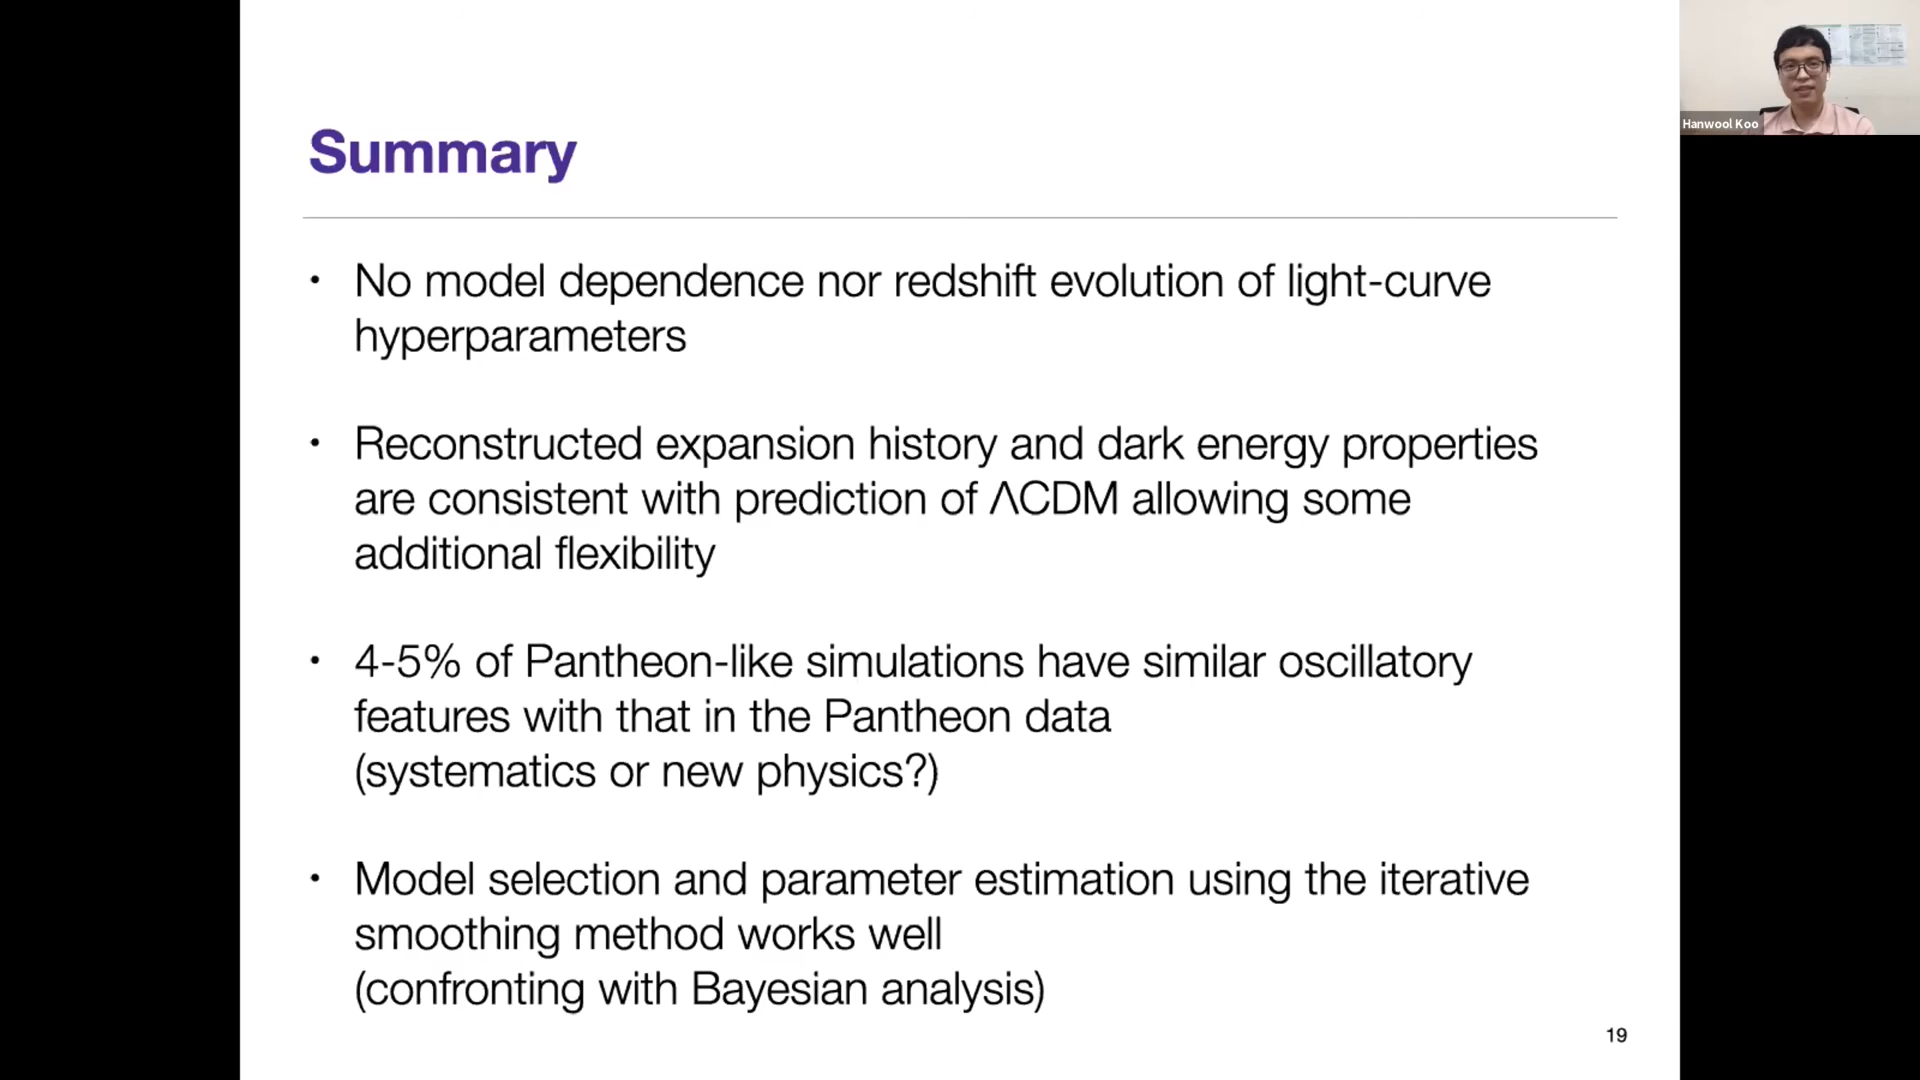 Hanwool Koo
Summary
• No model dependence nor redshift evolution of light-curve
hyperparameters
• Reconstructed expansion history and dark energy properties
are consistent with prediction of ΛCDM allowing some
additional flexibility
• 4-5% of Pantheon-like simulations have similar oscillatory
features with that in the Pantheon data
(systematics or new physics?)
• Model selection and parameter estimation using the iterative
smoothing method works well
(confronting with Bayesian analysis)
19